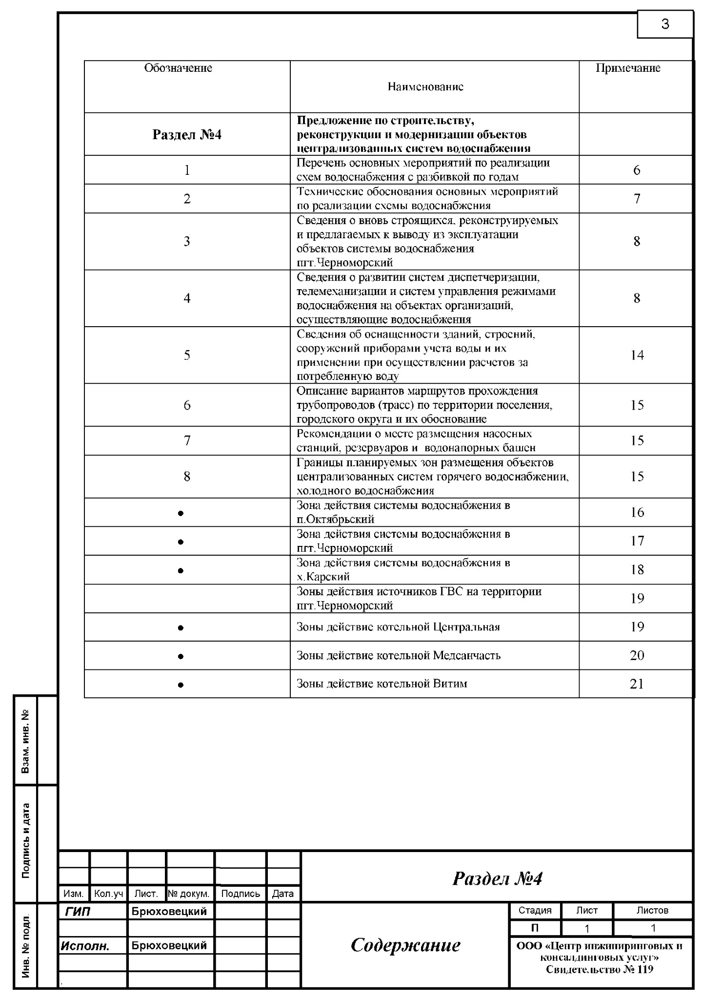 3
Обозначение
Наименование
Примечание
Раздел №4
Предложение по строительству,
реконструкции и модернизации объектов
централизованных систем водоснабжения
1
Перечень основных мероприятий по реализации
схем водоснабжения с разбивкой по годам
6
2
Технические обоснования основных мероприятий
по реализации схемы водоснабжения
7
3
Сведения о вновь строящихся, реконструируемых
и предлагаемых к выводу из эксплуатации
объектов системы водоснабжения
пгт.Черноморский
8
4
Сведения о развитии систем диспетчеризации,
телемеханизации и систем управления режимами
водоснабжения на объектах организаций,
осуществляющие водоснабжения
8
5
Сведения об оснащенности зданий, строений,
сооружений приборами учета воды и их
применении при осуществлении расчетов за
потребленную воду
14
6
Описание вариантов маршрутов прохождения
трубопроводов (трасс) по территории поселения,
городского округа и их обоснование
15
7
Рекомендации о месте размещения насосных
станций, резервуаров и водонапорных башен
15
8
Границы планируемых зон размещения объектов
централизованных систем горячего водоснабжении,
холодного водоснабжения
15
•
Зона действия системы водоснабжения в
п.Октябрьский
16
•
Зона действия системы водоснабжения в
пгт.Черноморский
17
•
Зона действия системы водоснабжения в
х.Карский
18
Зоны действия источников ГВС на территории
пгт.Черноморский
19
•
Зоны действие котельной Центральная
19
•
Зоны действие котельной Медсанчасть
20
•
Зоны действие котельной Витим
21
Взам. инв. №
Подпись и дата
Инв. № подл.
Изм.
Кол.уч
Лист.
№ докум.
Подпись
Дата
Раздел №4
ГИП
Брюховецкий
Исполн.
Брюховецкий
Содержание
Стадия
Лист
Листов
П
1
1
ООО «Центр инжиниринговых и
консалдинговых услуг»
Свидетельство № 119